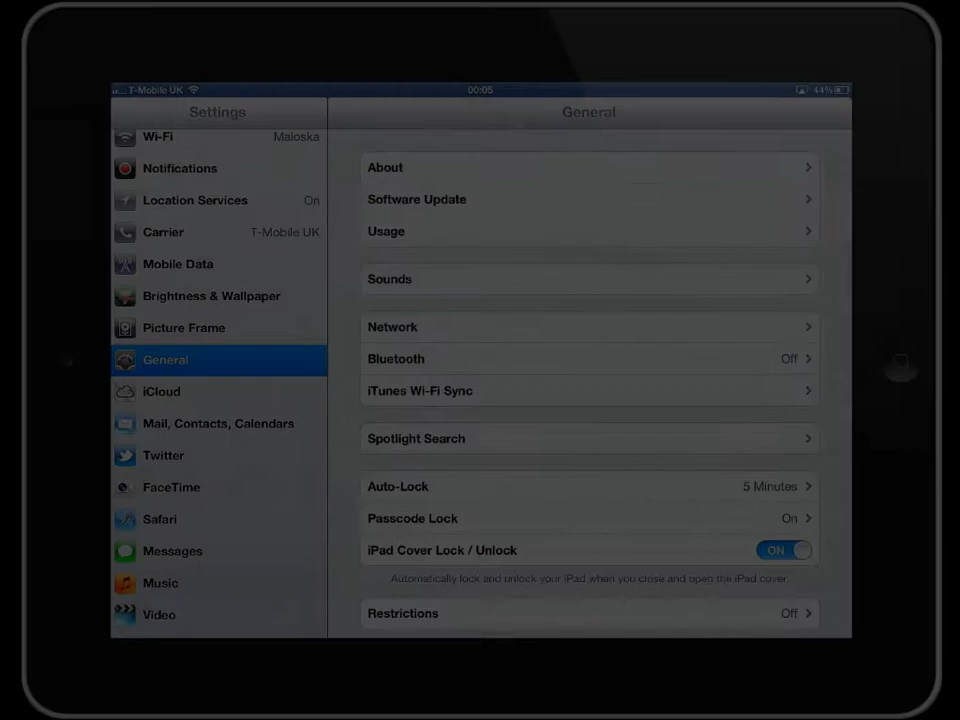 T-Mobile UK 00:05 44%
Settings
General
Wi-Fi Maloska
Notifications
Location Services On
Carrier T-Mobile UK
Mobile Data
Brightness & Wallpaper
Picture Frame
General
iCloud
Mail, Contacts, Calendars
Twitter
FaceTime
Safari
Messages
Music
Video
About
Software Update
Usage
Sounds
Network
Bluetooth Off
iTunes Wi-Fi Sync
Spotlight Search
Auto-Lock 5 Minutes
Passcode Lock On
iPad Cover Lock / Unlock ON
Automatically lock and unlock your iPad when you close and open the iPad cover.
Restrictions Off